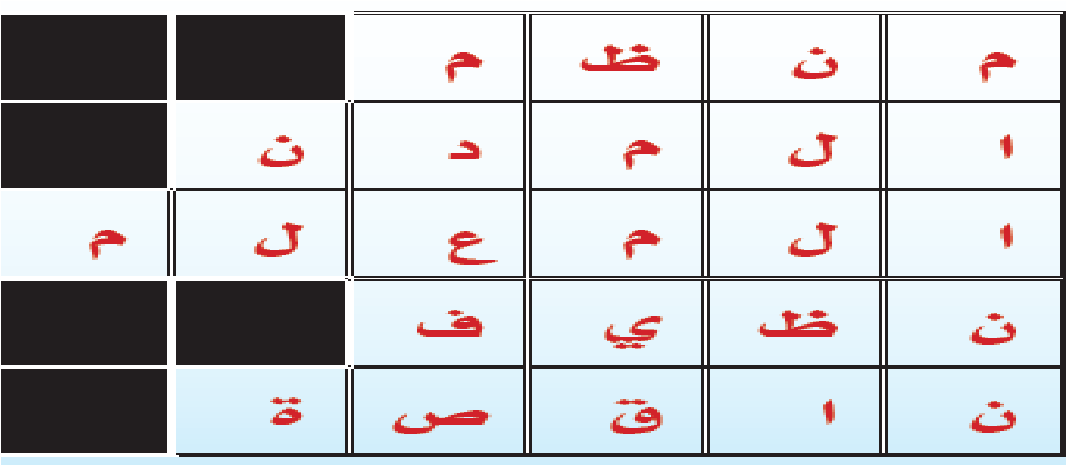 م ن ظ م
ا ل م د ن
ا ل م ع ل م
ن ظ ي ف
ن ا ق ص ة